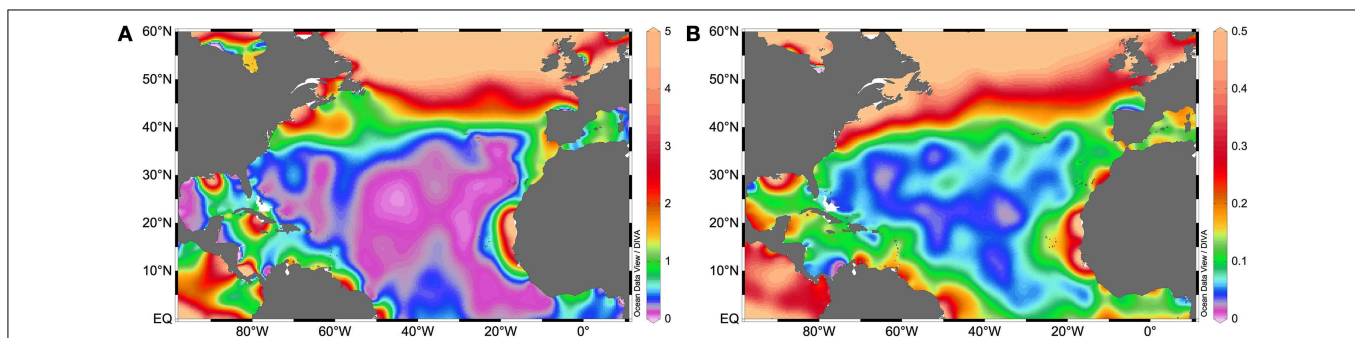 A
60°N
50°N
40°N
30°N
20°N
10°N
EQ
80°W 60°W 40°W 20°W 0°
5
4
3
2
1
0
Ocean Data View / DIVA
B
60°N
50°N
40°N
30°N
20°N
10°N
EQ
80°W 60°W 40°W 20°W 0°
0.5
0.4
0.3
0.2
0.1
0
Ocean Data View / DIVA